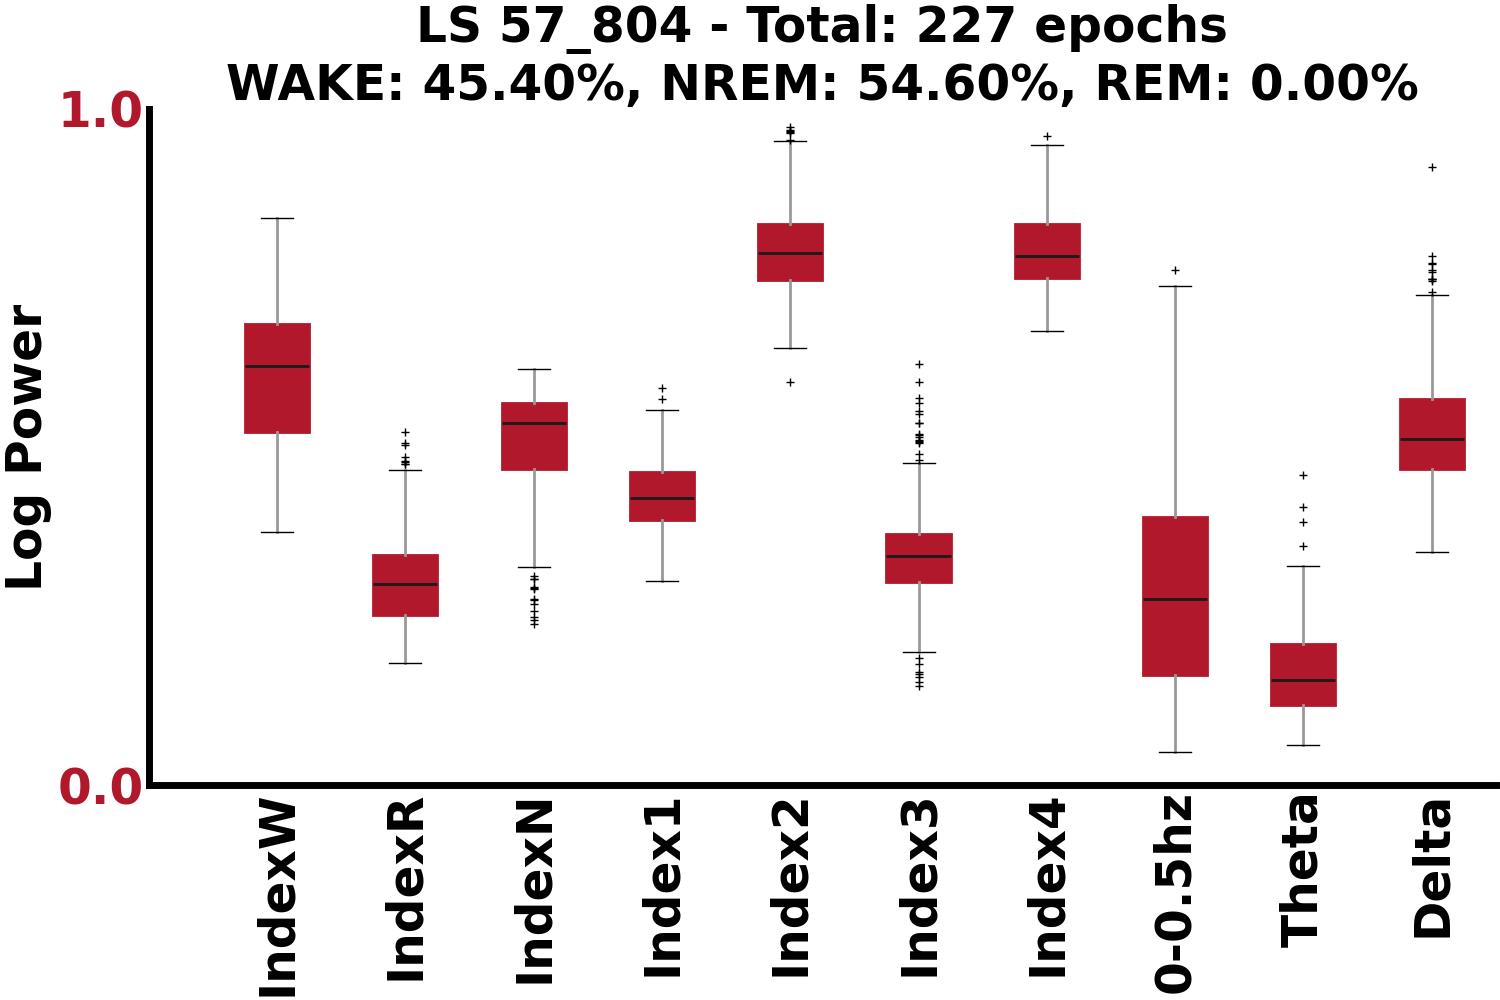 LS 57_804 - Total: 227 epochs
WAKE: 45.40%, NREM: 54.60%, REM: 0.00%
1.0
Log Power
0.0
IndexW
IndexR
IndexN
Index1
Index2
Index3
Index4
0-0.5hz
Theta
Delta